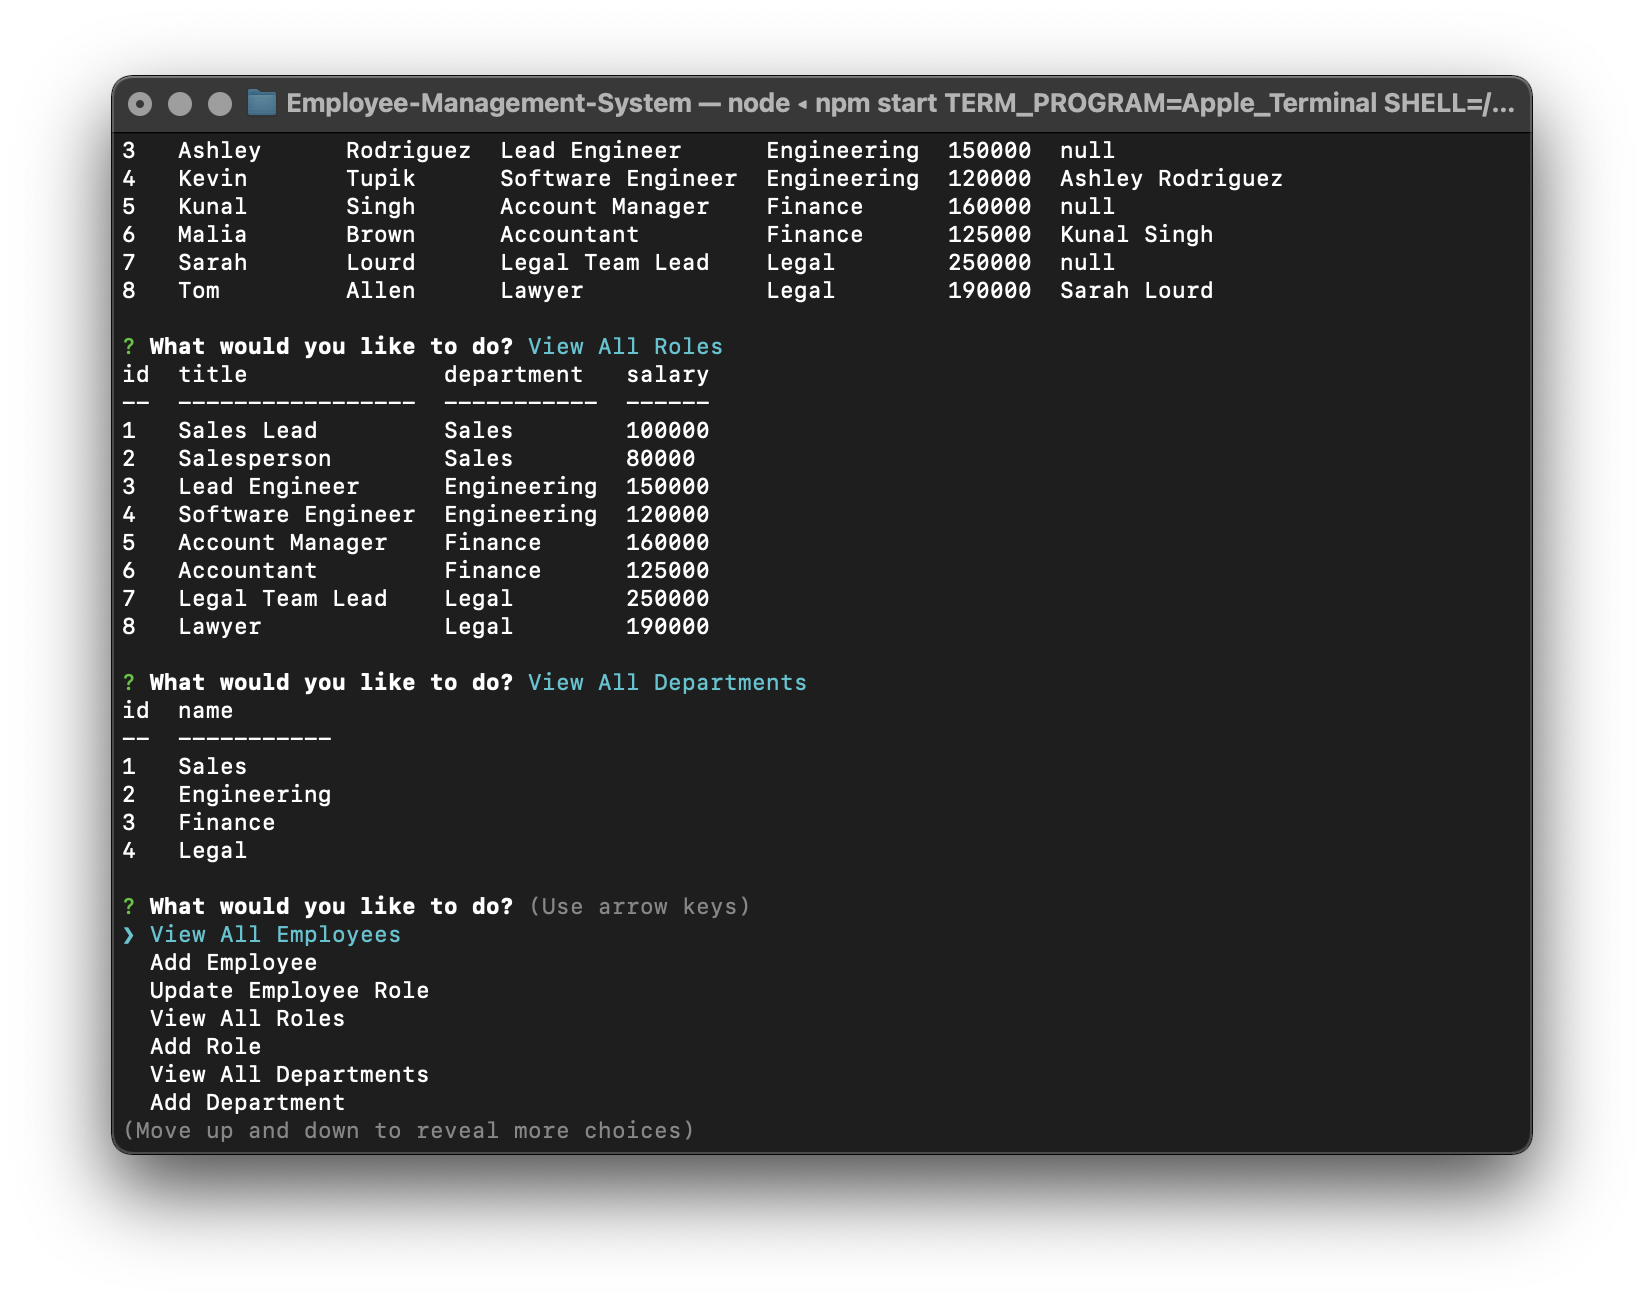 Employee-Management-System — node ◂ npm start TERM_PROGRAM=Apple_Terminal SHELL=/...
3   Ashley      Rodriguez  Lead Engineer      Engineering  150000  null
4   Kevin       Tupik      Software Engineer  Engineering  120000  Ashley Rodriguez
5   Kunal       Singh      Account Manager    Finance      160000  null
6   Malia       Brown      Accountant         Finance      125000  Kunal Singh
7   Sarah       Lourd      Legal Team Lead    Legal        250000  null
8   Tom         Allen      Lawyer             Legal        190000  Sarah Lourd
? What would you like to do? View All Roles
id  title              department   salary
--  -----------------  -----------  ------
1   Sales Lead         Sales        100000
2   Salesperson        Sales        80000
3   Lead Engineer      Engineering  150000
4   Software Engineer  Engineering  120000
5   Account Manager    Finance      160000
6   Accountant         Finance      125000
7   Legal Team Lead    Legal        250000
8   Lawyer             Legal        190000
? What would you like to do? View All Departments
id  name
--  -----------
1   Sales
2   Engineering
3   Finance
4   Legal
? What would you like to do? (Use arrow keys)
❯ View All Employees
  Add Employee
  Update Employee Role
  View All Roles
  Add Role
  View All Departments
  Add Department
(Move up and down to reveal more choices)